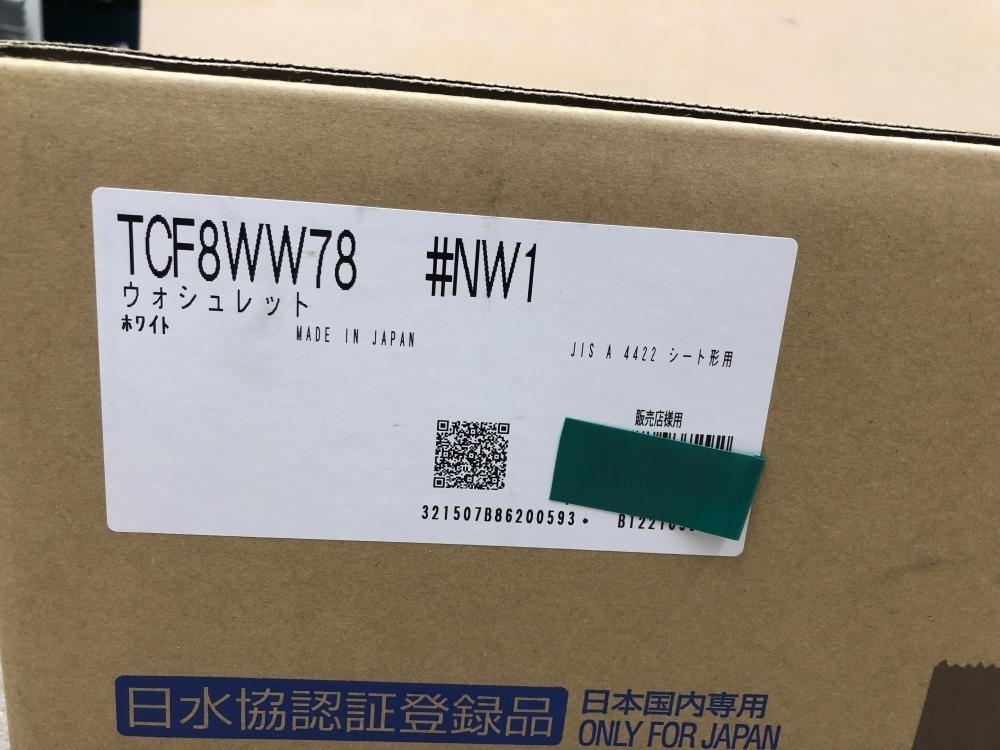 TCF8WW78 #NW1
ウォシュレット
ホワイト
MADE IN JAPAN
JIS A 4422 シート形用
販売店様用
321507B86200593
日水協認証登録品
日本国内専用
ONLY FOR JAPAN